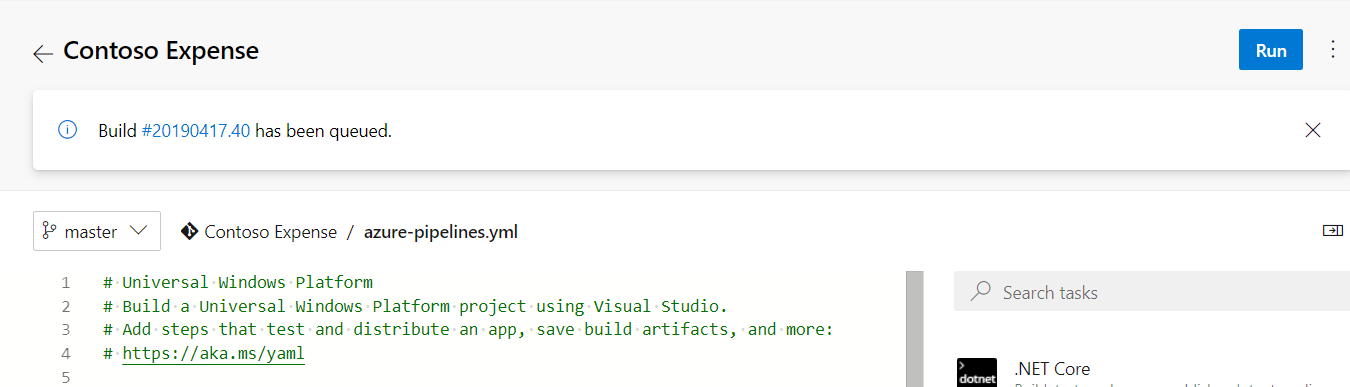 Contoso Expense
Run
Build #20190417.40 has been queued.
master
Contoso Expense / azure-pipelines.yml
1 # Universal Windows Platform
2 # Build a Universal Windows Platform project using Visual Studio.
3 # Add steps that test and distribute an app, save build artifacts, and more:
4 # https://aka.ms/yaml
5
Search tasks
dotnet
.NET Core